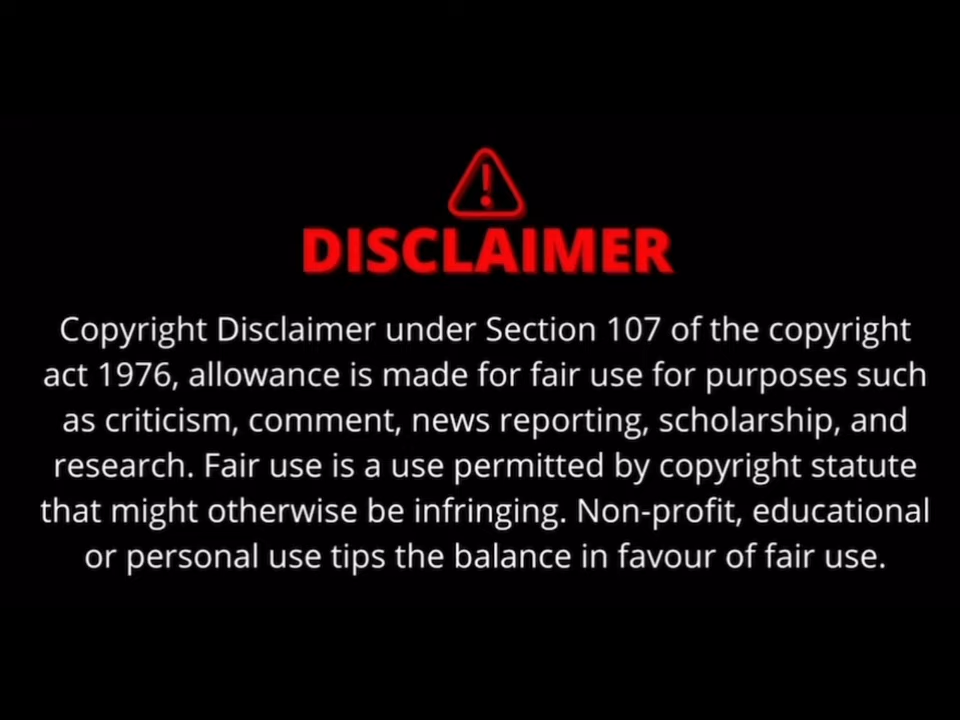 DISCLAIMER
Copyright Disclaimer under Section 107 of the copyright
act 1976, allowance is made for fair use for purposes such
as criticism, comment, news reporting, scholarship, and
research. Fair use is a use permitted by copyright statute
that might otherwise be infringing. Non-profit, educational
or personal use tips the balance in favour of fair use.